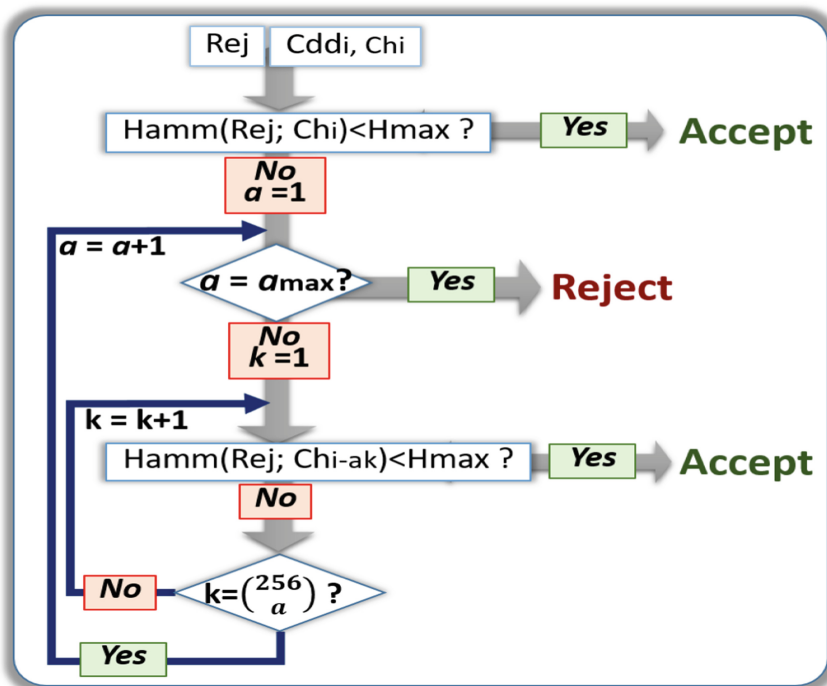 Rej
Cddi, Chi
Hamm(Rej; Chi)<Hmax ?
Yes
Accept
No
a =1
a = a+1
a = amax?
Yes
Reject
No
k =1
k = k+1
Hamm(Rej; Chi-ak)<Hmax ?
Yes
Accept
No
k=(256
a) ?
No
Yes